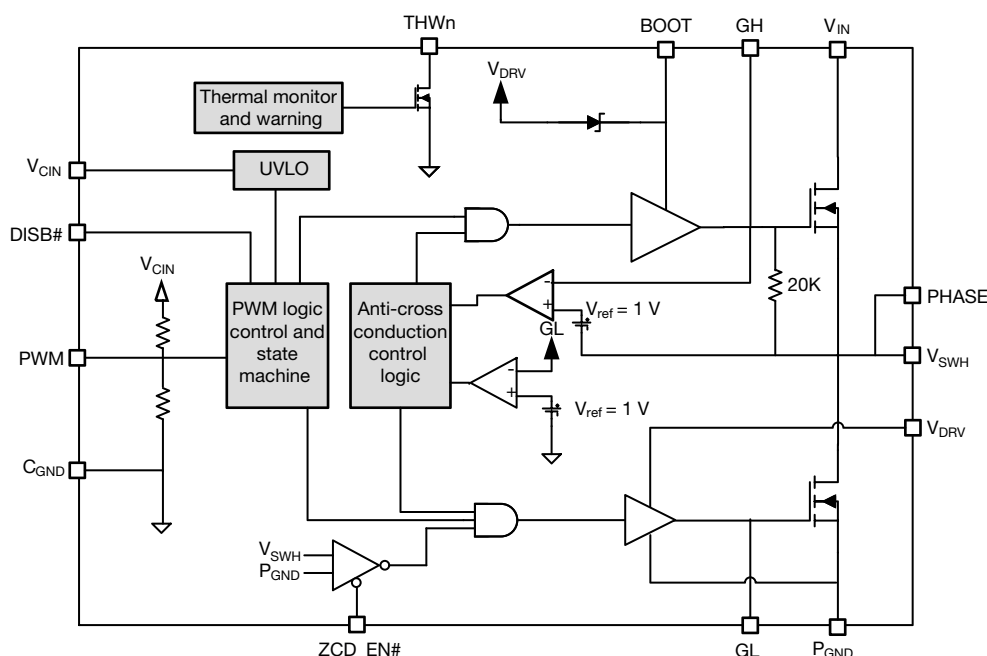 THWn
BOOT
GH
VIN
VDRV
Thermal monitor
and warning
VCIN
UVLO
DISB#
VCIN
PWM logic
control and
state
machine
Anti-cross
conduction
control
logic
-
+
Vref = 1 V
GL
20K
PHASE
PWM
VSWH
-
+
Vref = 1 V
VDRV
CGND
VSWH
PGND
ZCD_EN#
GL
PGND